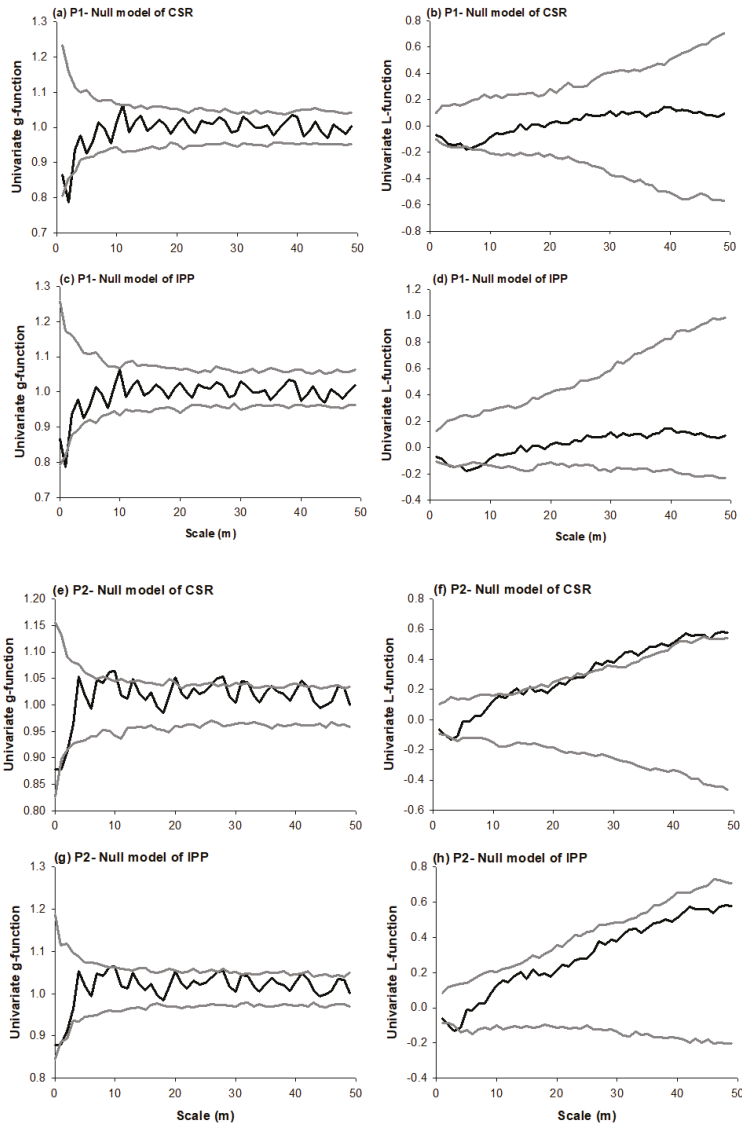 (a) P1- Null model of CSR
Univariate g-function
1.3
1.2
1.1
1.0
0.9
0.8
0.7
0 10 20 30 40 50
(b) P1- Null model of CSR
Univariate L-function
0.8
0.6
0.4
0.2
0.0
-0.2
-0.4
-0.6
-0.8
0 10 20 30 40 50
(c) P1- Null model of IPP
Univariate g-function
1.3
1.2
1.1
1.0
0.9
0.8
0.7
0 10 20 30 40 50
Scale (m)
(d) P1- Null model of IPP
Univariate L-function
1.2
1.0
0.8
0.6
0.4
0.2
0.0
-0.2
-0.4
0 10 20 30 40 50
Scale (m)
(e) P2- Null model of CSR
Univariate g-function
1.20
1.15
1.10
1.05
1.00
0.95
0.90
0.85
0.80
0 10 20 30 40 50
(f) P2- Null model of CSR
Univariate L-function
0.8
0.6
0.4
0.2
0.0
-0.2
-0.4
-0.6
0 10 20 30 40 50
(g) P2- Null model of IPP
Univariate g-function
1.3
1.2
1.1
1.0
0.9
0.8
0 10 20 30 40 50
Scale (m)
(h) P2- Null model of IPP
Univariate L-function
0.8
0.6
0.4
0.2
0.0
-0.2
-0.4
0 10 20 30 40 50
Scale (m)